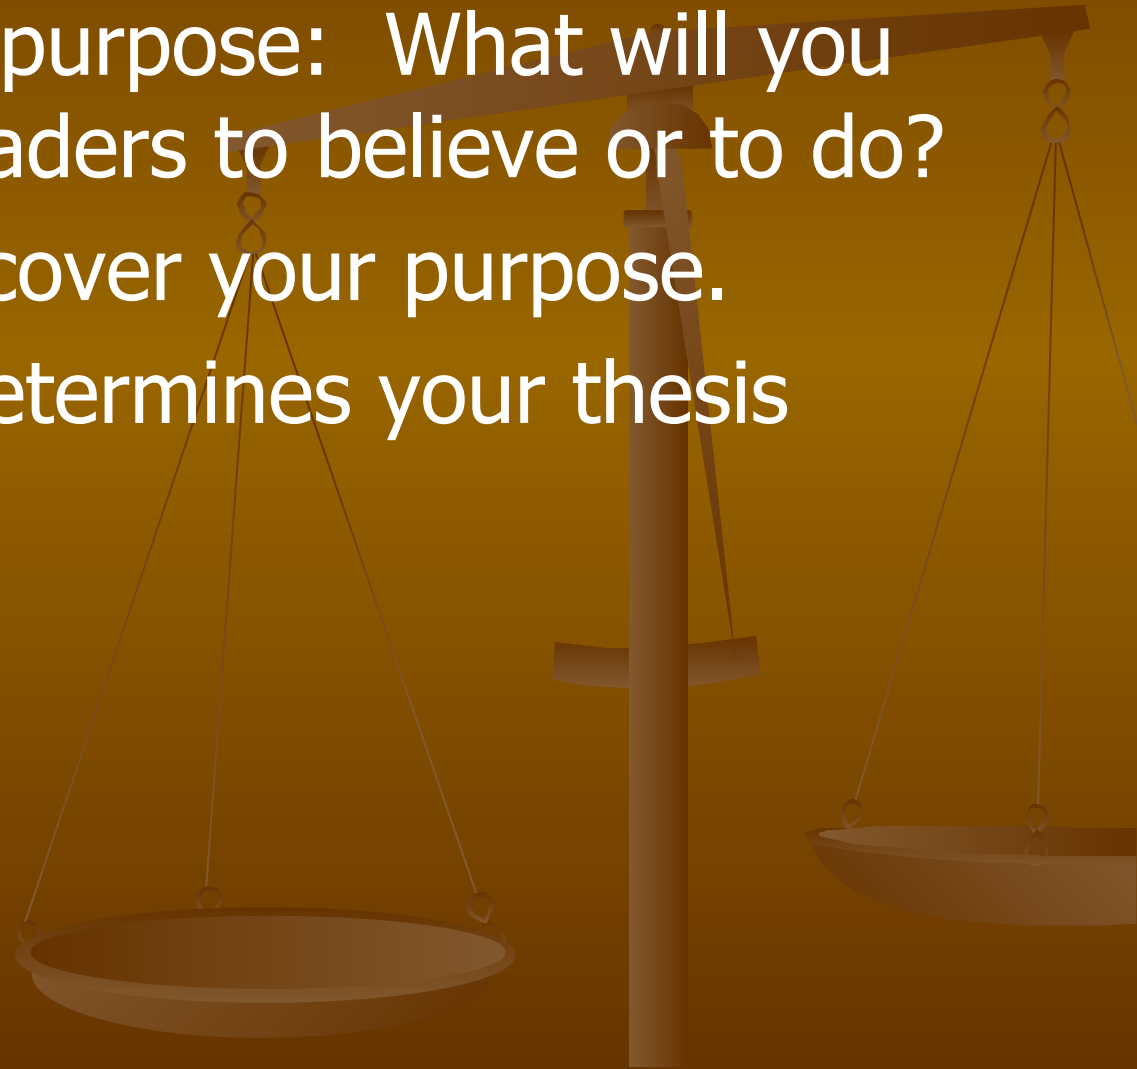 purpose: What will you
aders to believe or to do?
cover your purpose.
etermines your thesis